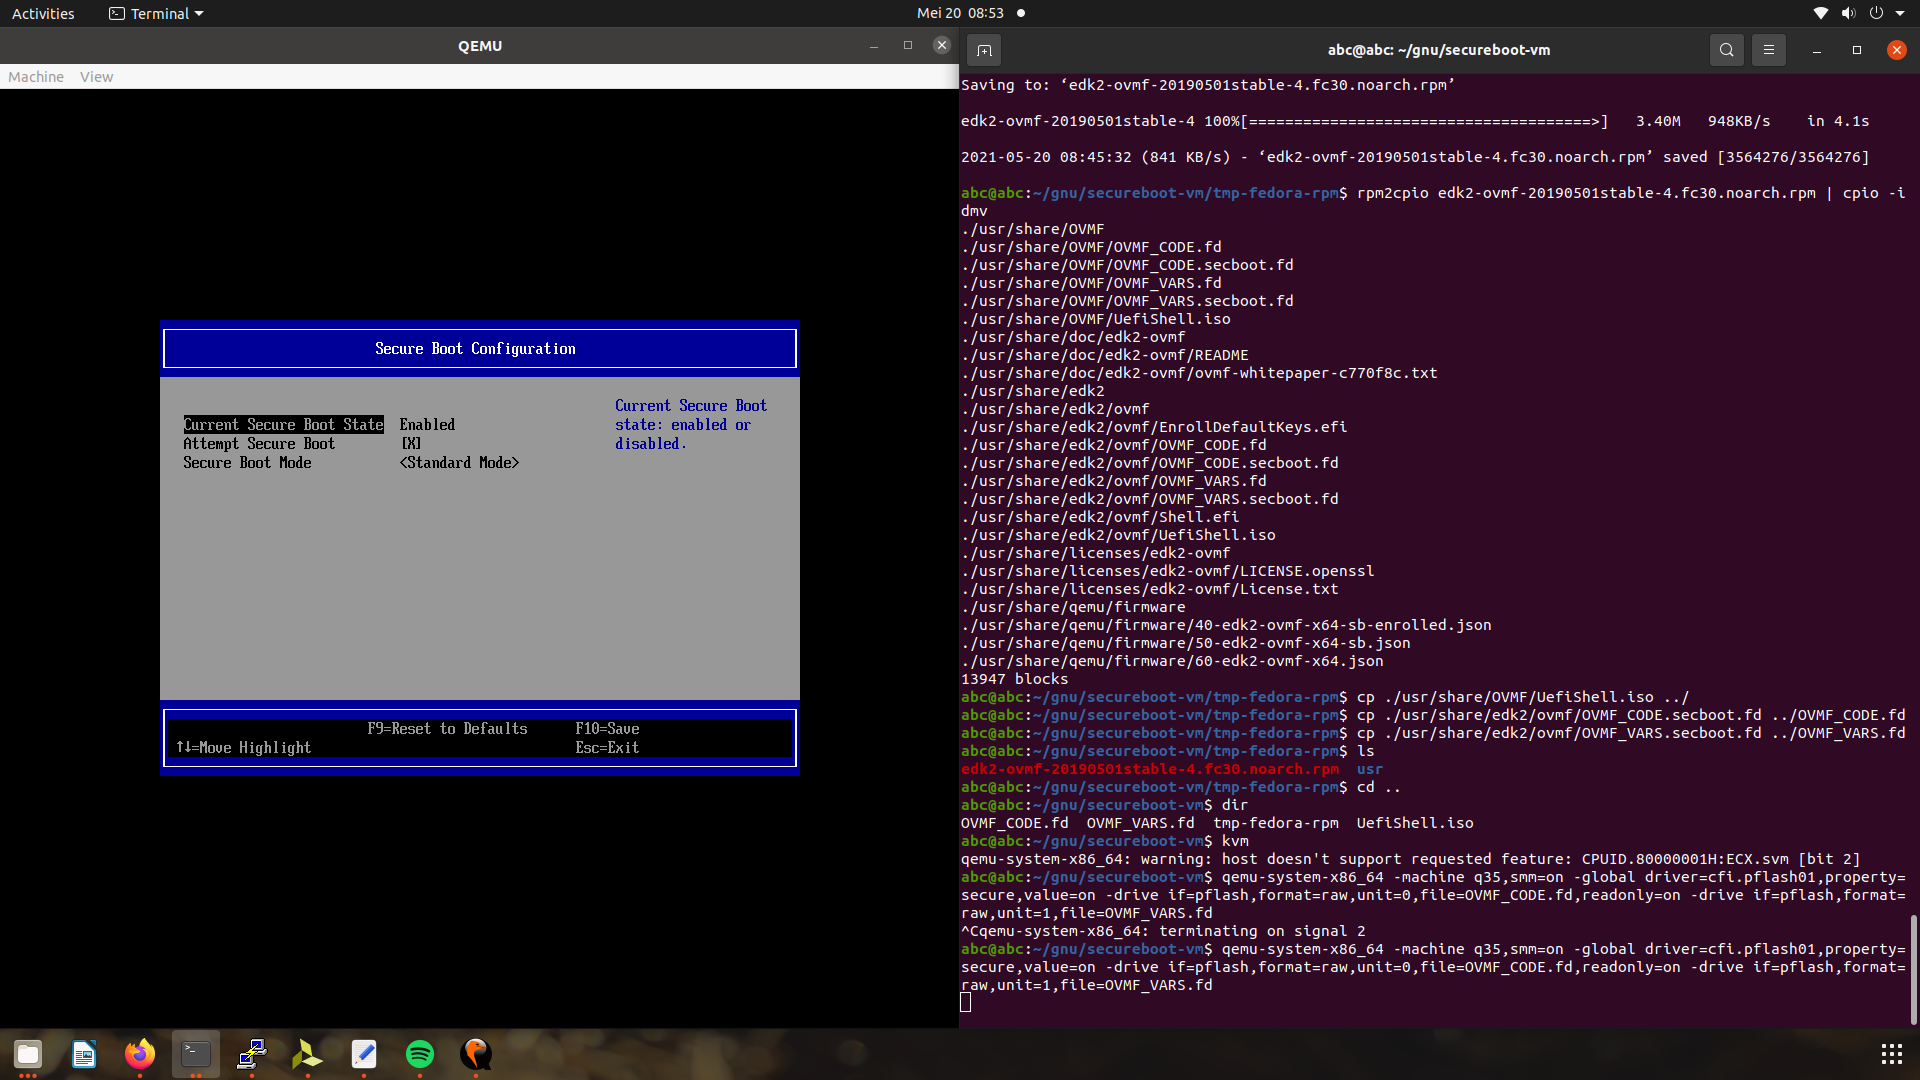 Activities
Terminal
Mei 20 08:53
QEMU
Machine View
Secure Boot Configuration
Current Secure Boot State Enabled
Attempt Secure Boot [X]
Secure Boot Mode <Standard Mode>
Current Secure Boot
state: enabled or
disabled.
F9=Reset to Defaults F10=Save
↑↓=Move Highlight Esc=Exit
abc@abc: ~/gnu/secureboot-vm
Saving to: ‘edk2-ovmf-20190501stable-4.fc30.noarch.rpm’
edk2-ovmf-20190501stable-4 100%[======================================>] 3.40M 948KB/s in 4.1s
2021-05-20 08:45:32 (841 KB/s) - ‘edk2-ovmf-20190501stable-4.fc30.noarch.rpm’ saved [3564276/3564276]
abc@abc:~/gnu/secureboot-vm/tmp-fedora-rpm$ rpm2cpio edk2-ovmf-20190501stable-4.fc30.noarch.rpm | cpio -i
dmv
./usr/share/OVMF
./usr/share/OVMF/OVMF_CODE.fd
./usr/share/OVMF/OVMF_CODE.secboot.fd
./usr/share/OVMF/OVMF_VARS.fd
./usr/share/OVMF/OVMF_VARS.secboot.fd
./usr/share/OVMF/UefiShell.iso
./usr/share/doc/edk2-ovmf
./usr/share/doc/edk2-ovmf/README
./usr/share/doc/edk2-ovmf/ovmf-whitepaper-c770f8c.txt
./usr/share/edk2
./usr/share/edk2/ovmf
./usr/share/edk2/ovmf/EnrollDefaultKeys.efi
./usr/share/edk2/ovmf/OVMF_CODE.fd
./usr/share/edk2/ovmf/OVMF_CODE.secboot.fd
./usr/share/edk2/ovmf/OVMF_VARS.fd
./usr/share/edk2/ovmf/OVMF_VARS.secboot.fd
./usr/share/edk2/ovmf/Shell.efi
./usr/share/edk2/ovmf/UefiShell.iso
./usr/share/licenses/edk2-ovmf
./usr/share/licenses/edk2-ovmf/LICENSE.openssl
./usr/share/licenses/edk2-ovmf/License.txt
./usr/share/qemu/firmware
./usr/share/qemu/firmware/40-edk2-ovmf-x64-sb-enrolled.json
./usr/share/qemu/firmware/50-edk2-ovmf-x64-sb.json
./usr/share/qemu/firmware/60-edk2-ovmf-x64.json
13947 blocks
abc@abc:~/gnu/secureboot-vm/tmp-fedora-rpm$ cp ./usr/share/OVMF/UefiShell.iso ../
abc@abc:~/gnu/secureboot-vm/tmp-fedora-rpm$ cp ./usr/share/edk2/ovmf/OVMF_CODE.secboot.fd ../OVMF_CODE.fd
abc@abc:~/gnu/secureboot-vm/tmp-fedora-rpm$ cp ./usr/share/edk2/ovmf/OVMF_VARS.secboot.fd ../OVMF_VARS.fd
abc@abc:~/gnu/secureboot-vm/tmp-fedora-rpm$ ls
edk2-ovmf-20190501stable-4.fc30.noarch.rpm usr
abc@abc:~/gnu/secureboot-vm/tmp-fedora-rpm$ cd ..
abc@abc:~/gnu/secureboot-vm$ dir
OVMF_CODE.fd OVMF_VARS.fd tmp-fedora-rpm UefiShell.iso
abc@abc:~/gnu/secureboot-vm$ kvm
qemu-system-x86_64: warning: host doesn't support requested feature: CPUID.80000001H:ECX.svm [bit 2]
abc@abc:~/gnu/secureboot-vm$ qemu-system-x86_64 -machine q35,smm=on -global driver=cfi.pflash01,property=
secure,value=on -drive if=pflash,format=raw,unit=0,file=OVMF_CODE.fd,readonly=on -drive if=pflash,format=
raw,unit=1,file=OVMF_VARS.fd
^Cqemu-system-x86_64: terminating on signal 2
abc@abc:~/gnu/secureboot-vm$ qemu-system-x86_64 -machine q35,smm=on -global driver=cfi.pflash01,property=
secure,value=on -drive if=pflash,format=raw,unit=0,file=OVMF_CODE.fd,readonly=on -drive if=pflash,format=
raw,unit=1,file=OVMF_VARS.fd